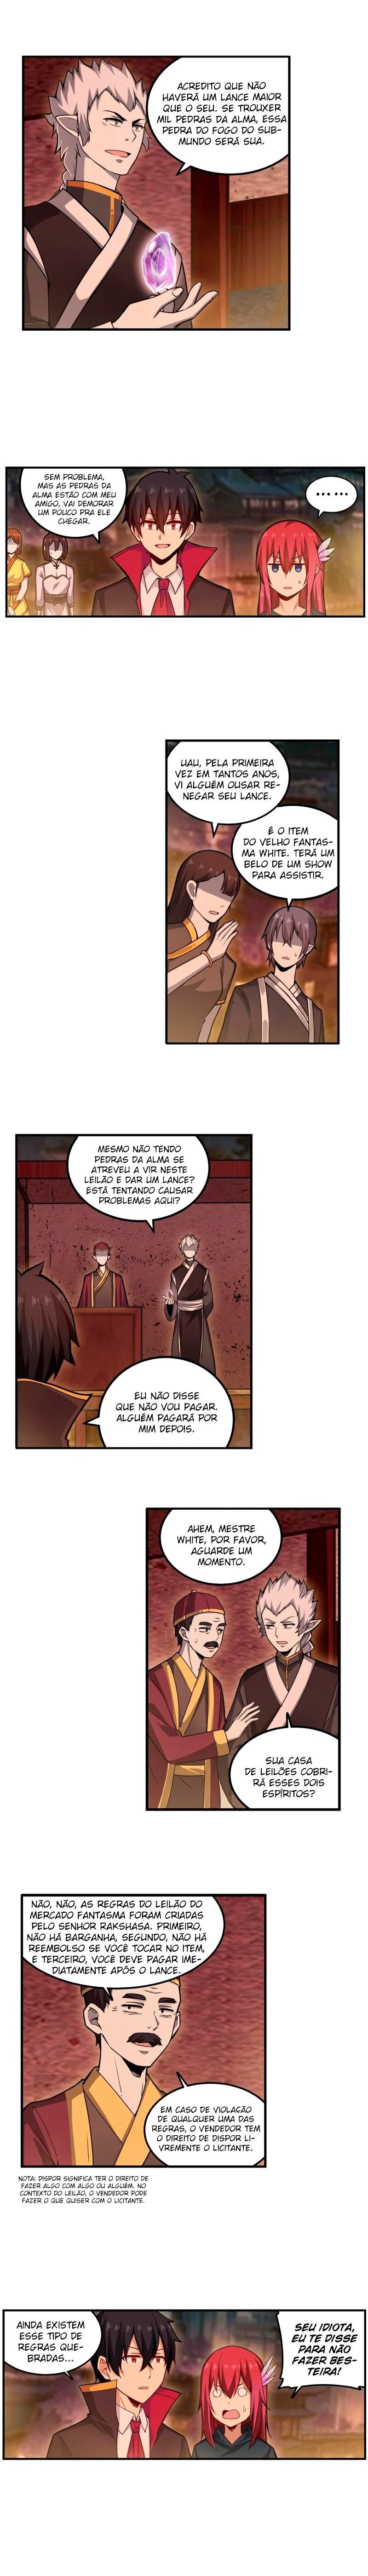 ACREDITO QUE NÃO
HAVERÁ UM LANCE MAIOR
QUE O SEU. SE TROUXER
MIL PEDRAS DA ALMA, ESSA
PEDRA DO FOGO DO SUB-
MUNDO SERÁ SUA.
SEM PROBLEMA,
MAS AS PEDRAS DA
ALMA ESTÃO COM MEU
AMIGO, VAI DEMORAR
UM POUCO PRA ELE
CHEGAR.
... ...
UAU, PELA PRIMEIRA
VEZ EM TANTOS ANOS,
VI ALGUÉM OUSAR RE-
NEGAR SEU LANCE.
É O ITEM
DO VELHO FANTAS-
MA WHITE. TERÁ UM
BELO DE UM SHOW
PARA ASSISTIR.
MESMO NÃO TENDO
PEDRAS DA ALMA SE
ATREVEU A VIR NESTE
LEILÃO E DAR UM LANCE?
ESTÁ TENTANDO CAUSAR
PROBLEMAS AQUI?
EU NÃO DISSE
QUE NÃO VOU PAGAR.
ALGUÉM PAGARÁ POR
MIM DEPOIS.
AHEM, MESTRE
WHITE, POR FAVOR,
AGUARDE UM
MOMENTO.
SUA CASA
DE LEILÕES COBRI-
RÁ ESSES DOIS
ESPÍRITOS?
NÃO, NÃO, AS REGRAS DO LEILÃO DO
MERCADO FANTASMA FORAM CRIADAS
PELO SENHOR RAKSHASA. PRIMEIRO,
NÃO HÁ BARGANHA, SEGUNDO, NÃO HÁ
REEMBOLSO SE VOCÊ TOCAR NO ITEM,
E TERCEIRO, VOCÊ DEVE PAGAR IME-
DIATAMENTE APÓS O LANCE.
EM CASO DE VIOLAÇÃO
DE QUALQUER UMA DAS
REGRAS, O VENDEDOR TEM
O DIREITO DE DISPOR LI-
VREMENTE O LICITANTE.
NOTA: DISPOR SIGNIFICA TER O DIREITO DE
FAZER ALGO COM ALGO OU ALGUÉM. NO
CONTEXTO DO LEILÃO, O VENDEDOR PODE
FAZER O QUE QUISER COM O LICITANTE.
AINDA EXISTEM
ESSE TIPO DE
REGRAS QUE-
BRADAS...
SEU IDIOTA,
EU TE DISSE
PARA NÃO
FAZER BES-
TEIRA!